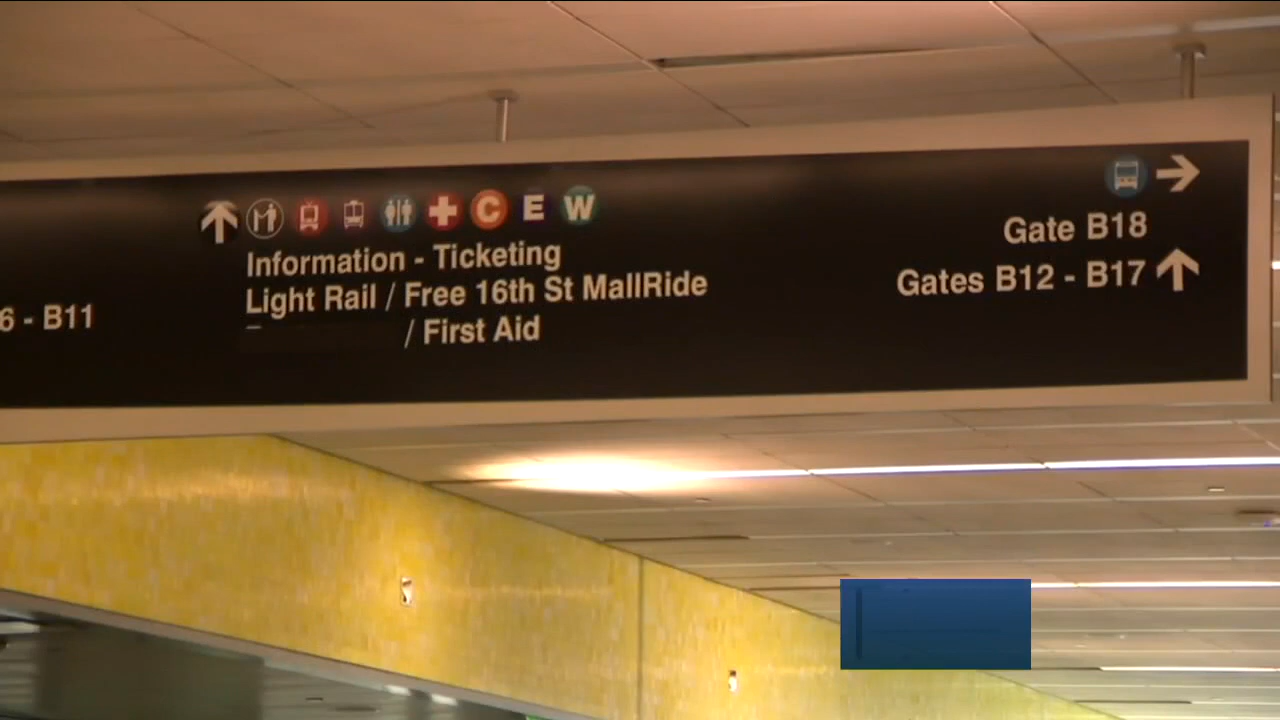 6 - B11
C E W
Information - Ticketing
Light Rail / Free 16th St MallRide
/ First Aid
Gate B18
Gates B12 - B17